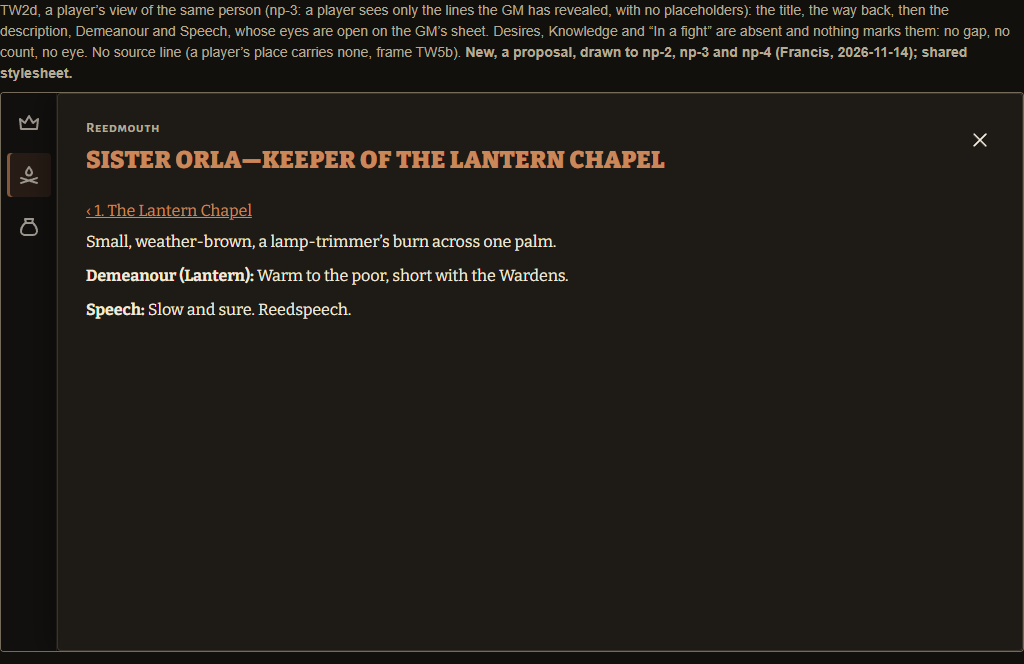 TW2d, a player’s view of the same person (np-3: a player sees only the lines the GM has revealed, with no placeholders): the title, the way back, then the
description, Demeanour and Speech, whose eyes are open on the GM’s sheet. Desires, Knowledge and “In a fight” are absent and nothing marks them: no gap, no
count, no eye. No source line (a player’s place carries none, frame TW5b). New, a proposal, drawn to np-2, np-3 and np-4 (Francis, 2026-11-14); shared
stylesheet.
Reedmouth
SISTER ORLA—KEEPER OF THE LANTERN CHAPEL
‹ 1. The Lantern Chapel
Small, weather-brown, a lamp-trimmer’s burn across one palm.
Demeanour (Lantern): Warm to the poor, short with the Wardens.
Speech: Slow and sure. Reedspeech.